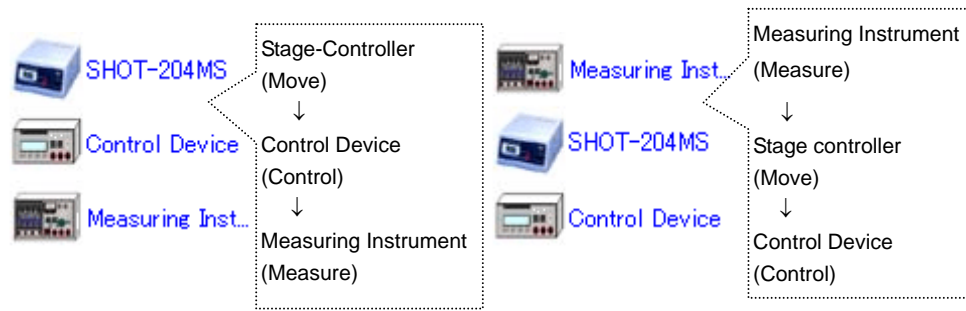 SHOT-204MS
Control Device
Measuring Inst...
Stage-Controller
(Move)
↓
Control Device
(Control)
↓
Measuring Instrument
(Measure)
Measuring Inst...
SHOT-204MS
Control Device
Measuring Instrument
(Measure)
↓
Stage controller
(Move)
↓
Control Device
(Control)